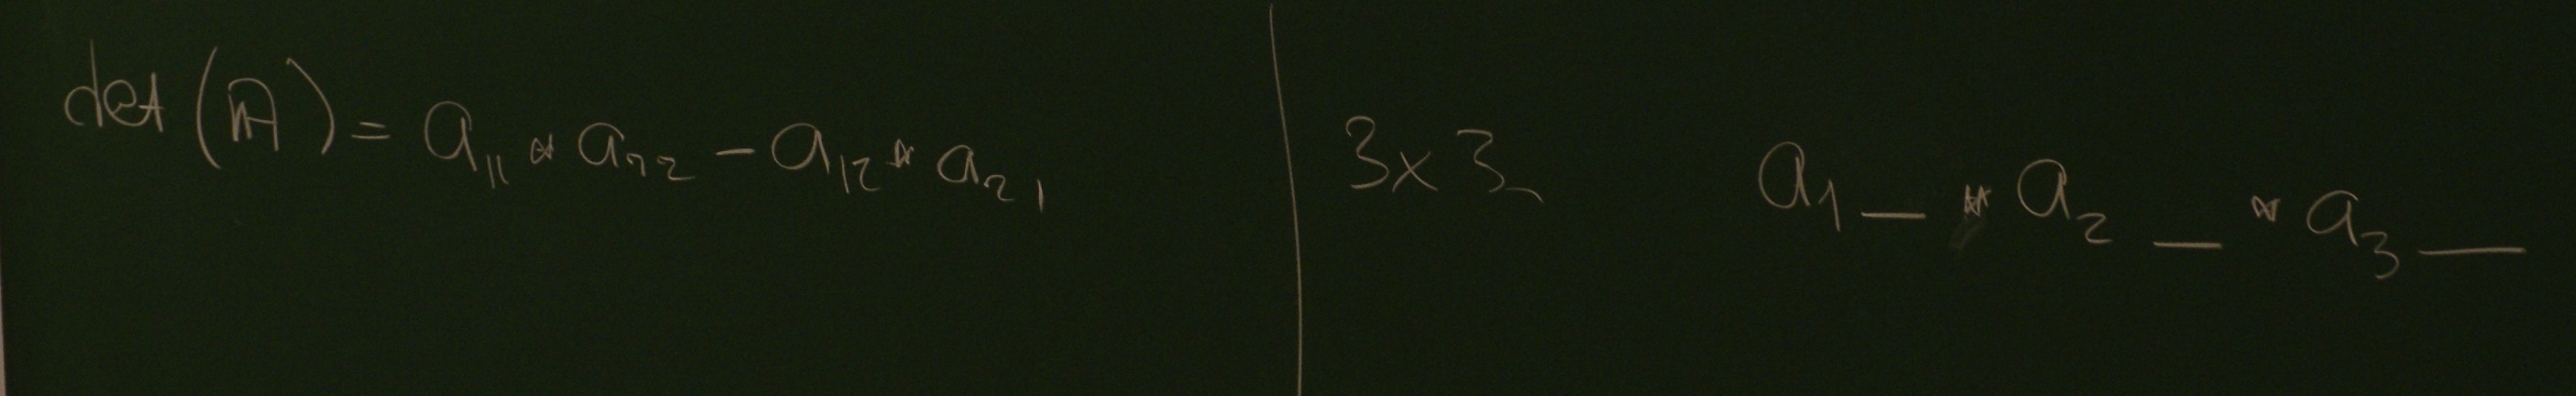 det(A) = a₁₁ * a₂₂ - a₁₂ * a₂₁
3x3 a₁_ * a₂_ * a₃_